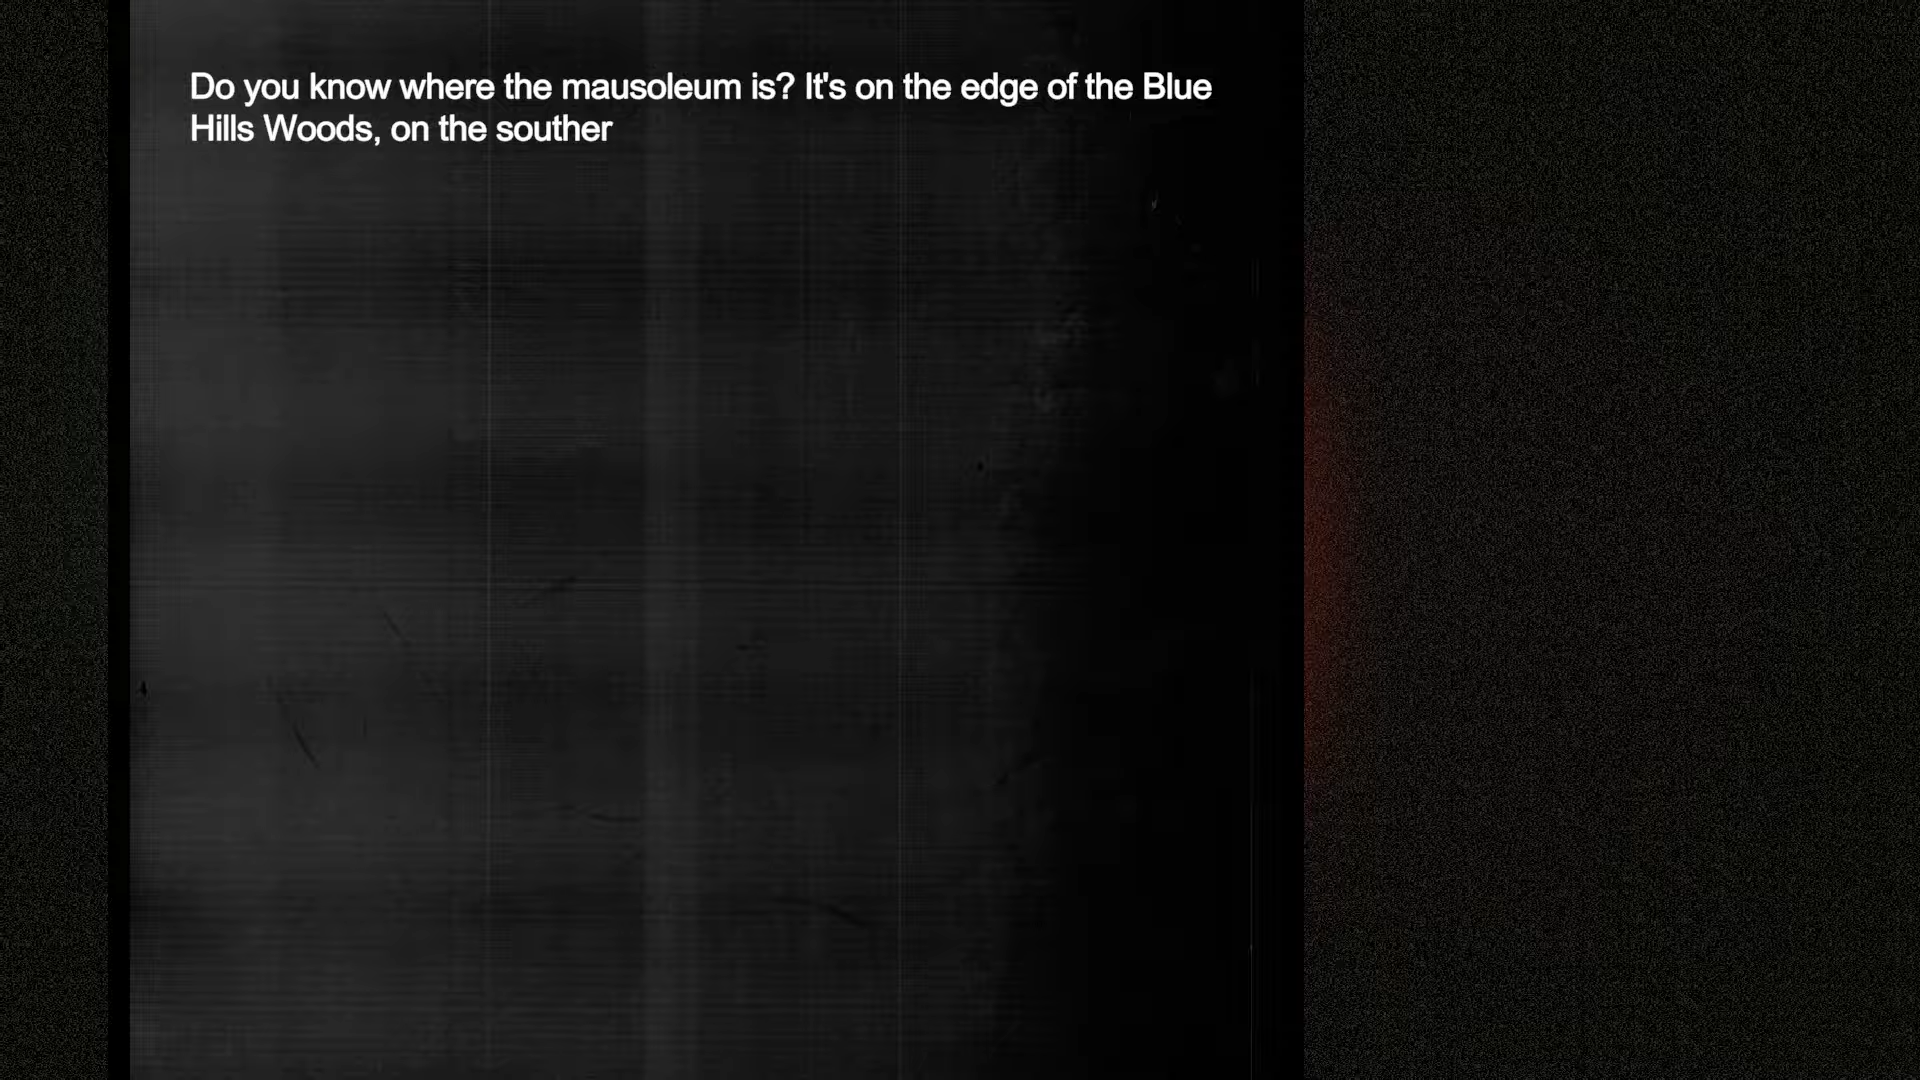 Do you know where the mausoleum is? It's on the edge of the Blue
Hills Woods, on the souther